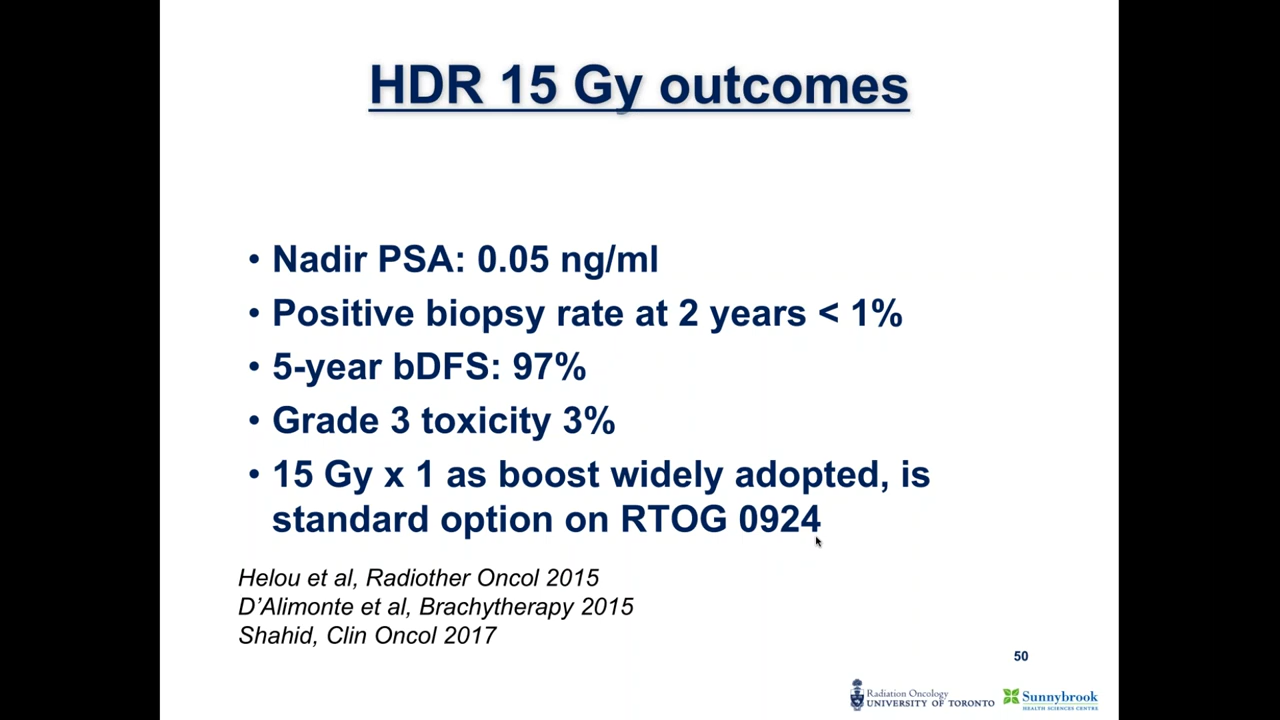 HDR 15 Gy outcomes
• Nadir PSA: 0.05 ng/ml
• Positive biopsy rate at 2 years < 1%
• 5-year bDFS: 97%
• Grade 3 toxicity 3%
• 15 Gy x 1 as boost widely adopted, is
standard option on RTOG 0924
Helou et al, Radiother Oncol 2015
D’Alimonte et al, Brachytherapy 2015
Shahid, Clin Oncol 2017
50
Radiation Oncology
UNIVERSITY OF TORONTO
Sunnybrook
HEALTH SCIENCES CENTRE